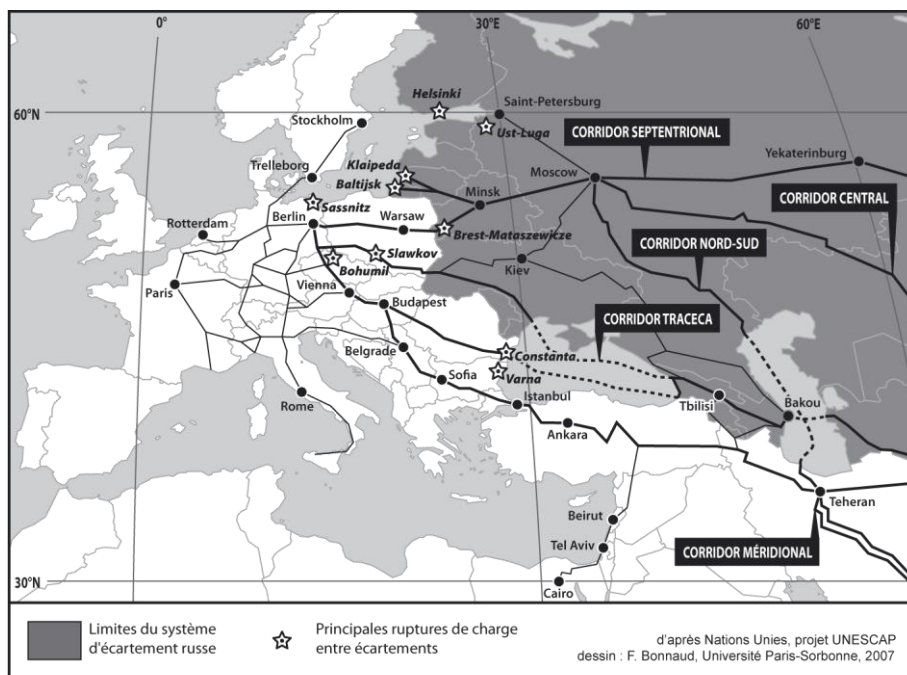 0°
30°E
60°E
60°N
Helsinki
Saint-Petersburg
Ust-Luga
Stockholm
CORRIDOR SEPTENTRIONAL
Yekaterinburg
Trelleborg
Klaipeda
Baltijsk
Moscow
CORRIDOR CENTRAL
Sassnitz
Minsk
Rotterdam
Berlin
Warsaw
Brest-Mataszewicze
CORRIDOR NORD-SUD
Slawkov
Bohumil
Kiev
Paris
Vienna
Budapest
CORRIDOR TRACECA
Belgrade
Constanta
Varna
Sofia
Istanbul
Rome
Tbilisi
Bakou
Ankara
Teheran
Beirut
Tel Aviv
CORRIDOR MÉRIDIONAL
30°N
Cairo
Limites du système
d'écartement russe
Principales ruptures de charge
entre écartements
d'après Nations Unies, projet UNESCAP
dessin : F. Bonnaud, Université Paris-Sorbonne, 2007